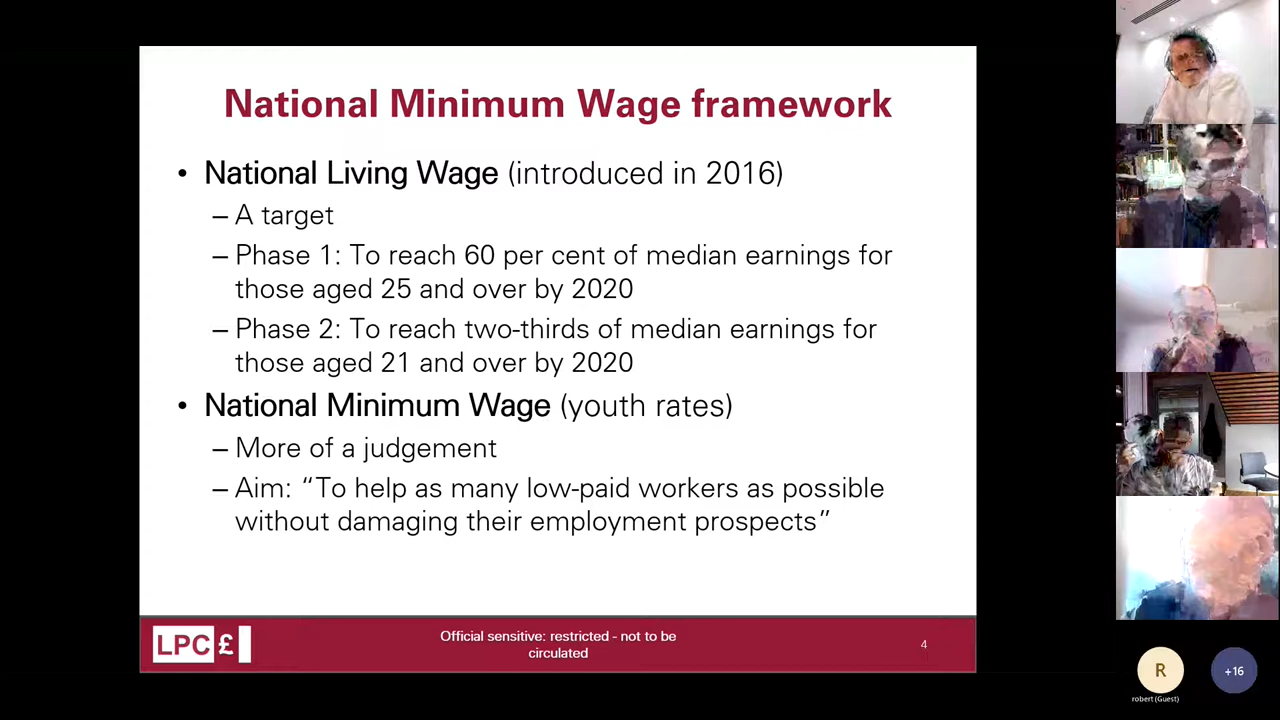 National Minimum Wage framework
• National Living Wage (introduced in 2016)
– A target
– Phase 1: To reach 60 per cent of median earnings for
those aged 25 and over by 2020
– Phase 2: To reach two-thirds of median earnings for
those aged 21 and over by 2020
• National Minimum Wage (youth rates)
– More of a judgement
– Aim: “To help as many low-paid workers as possible
without damaging their employment prospects”
LPC £
Official sensitive: restricted - not to be
circulated
4
R
+16
robert (Guest)